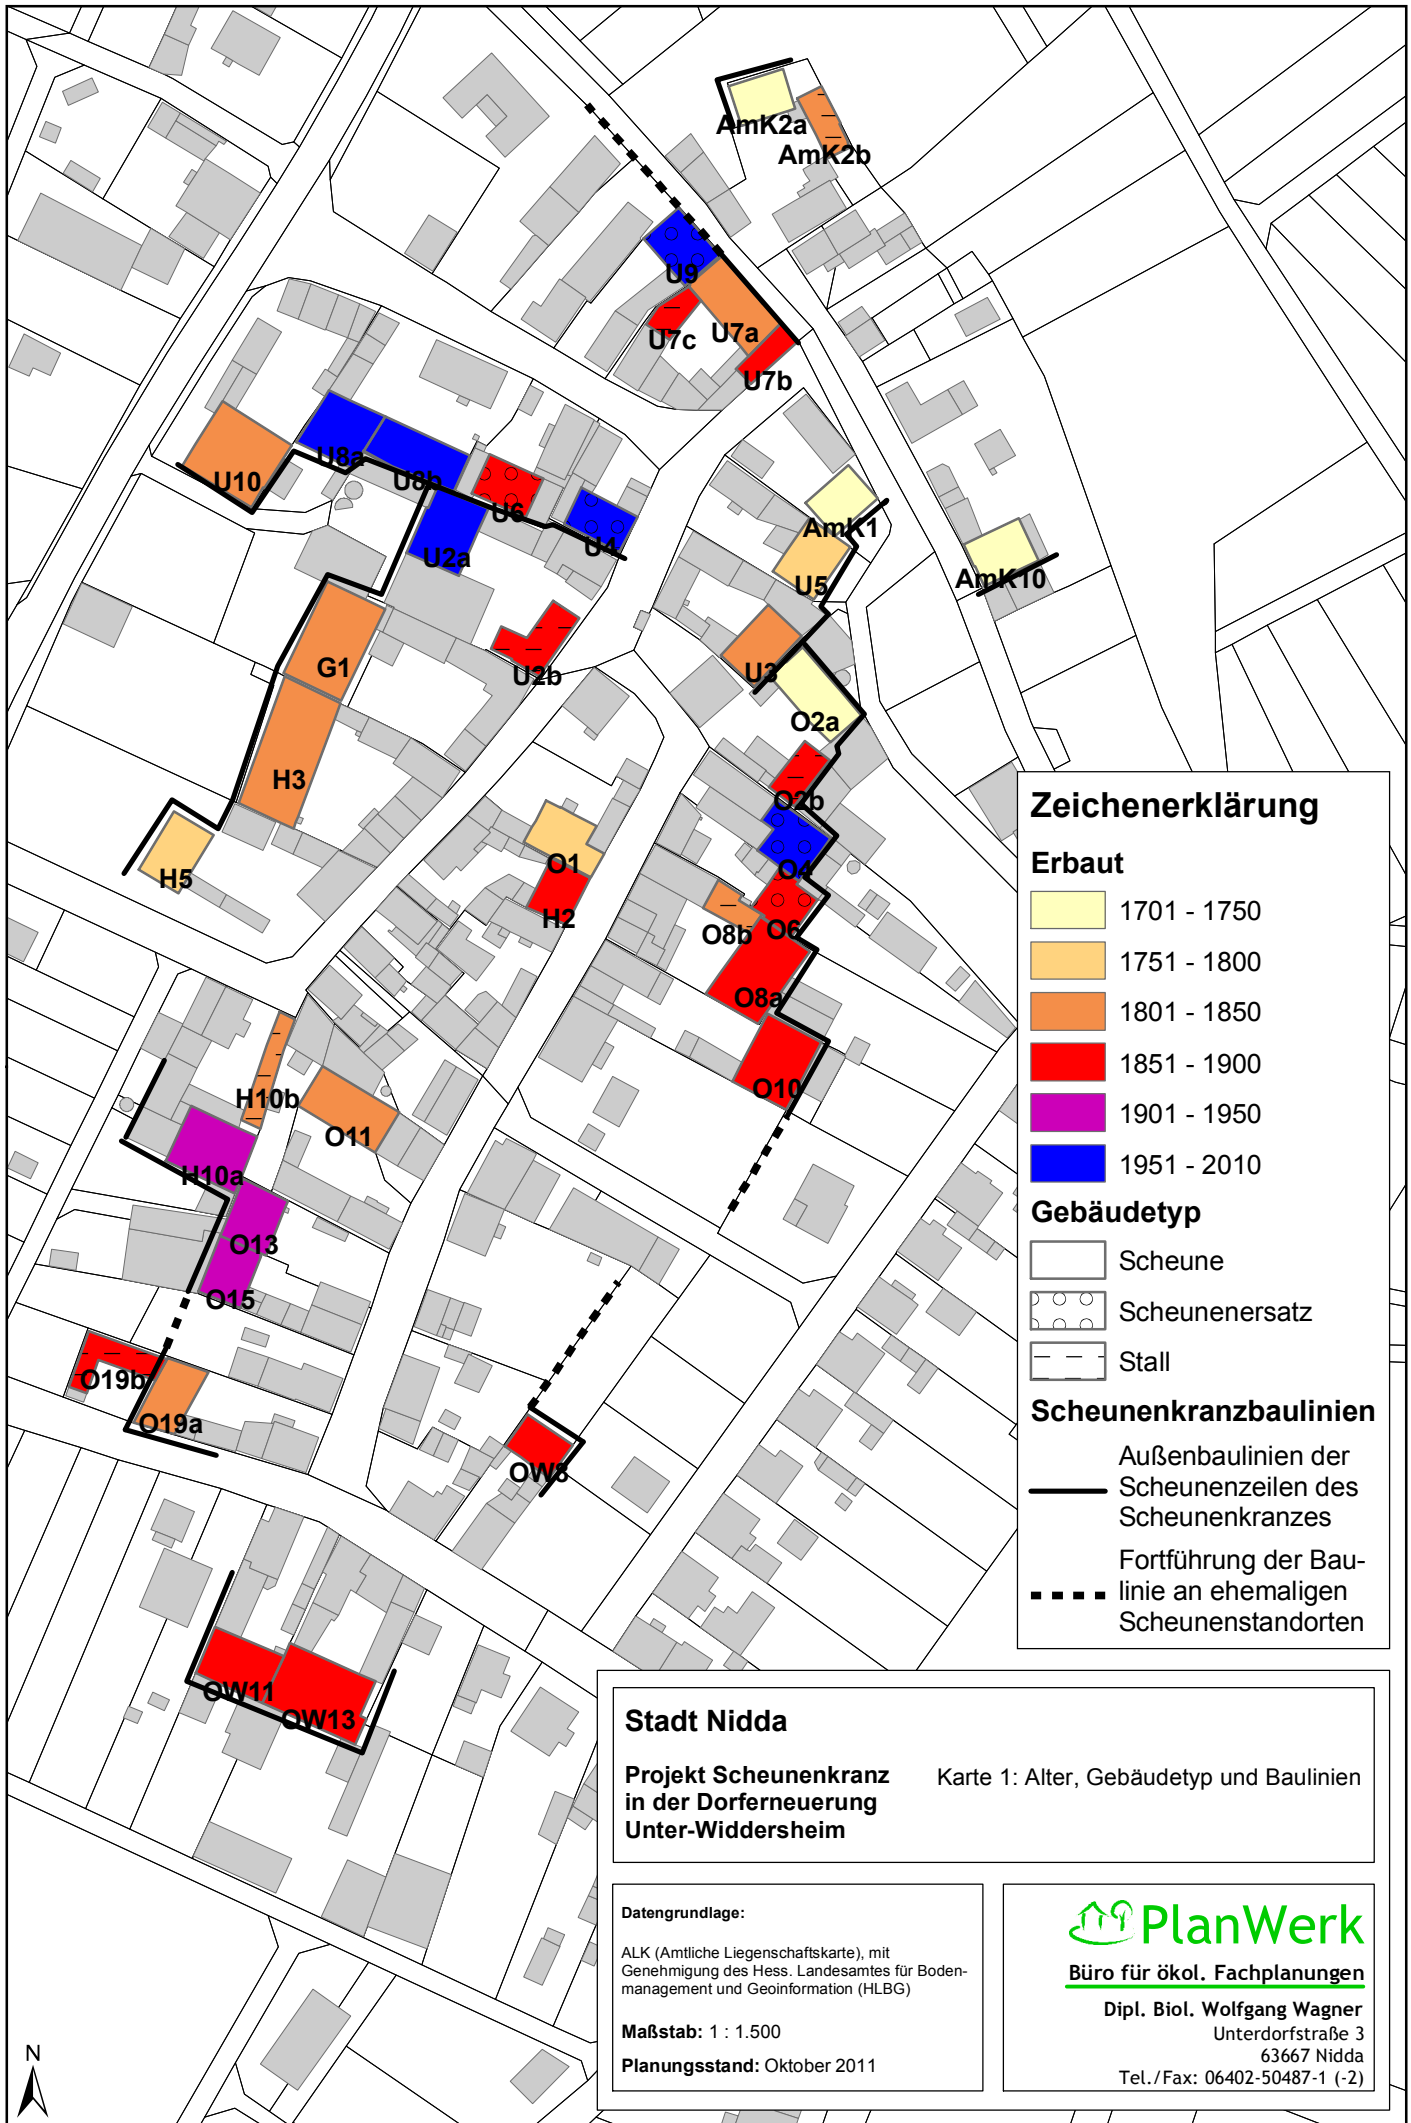 AmK2a
AmK2b
U9
U7c
U7a
U7b
U8a
U10
U8b
U6
U4
U2a
AmK1
U5
AmK10
G1
U2b
U3
O2a
H3
O2b
H5
O1
O4
H2
O8b
O6
O8a
O10
H10b
O11
H10a
O13
O15
O19b
O19a
OW8
OW11
OW13
Zeichenerklärung
Erbaut
1701 - 1750
1751 - 1800
1801 - 1850
1851 - 1900
1901 - 1950
1951 - 2010
Gebäudetyp
Scheune
Scheunenersatz
Stall
Scheunenkranzbaulinien
Außenbaulinien der
Scheunenzeilen des
Scheunenkranzes
Fortführung der Bau-
linie an ehemaligen
Scheunenstandorten
Stadt Nidda
Projekt Scheunenkranz
in der Dorferneuerung
Unter-Widdersheim
Karte 1: Alter, Gebäudetyp und Baulinien
Datengrundlage:
ALK (Amtliche Liegenschaftskarte), mit
Genehmigung des Hess. Landesamtes für Boden-
management und Geoinformation (HLBG)
Maßstab: 1 : 1.500
Planungsstand: Oktober 2011
PlanWerk
Büro für ökol. Fachplanungen
Dipl. Biol. Wolfgang Wagner
Unterdorfstraße 3
63667 Nidda
Tel./Fax: 06402-50487-1 (-2)
N